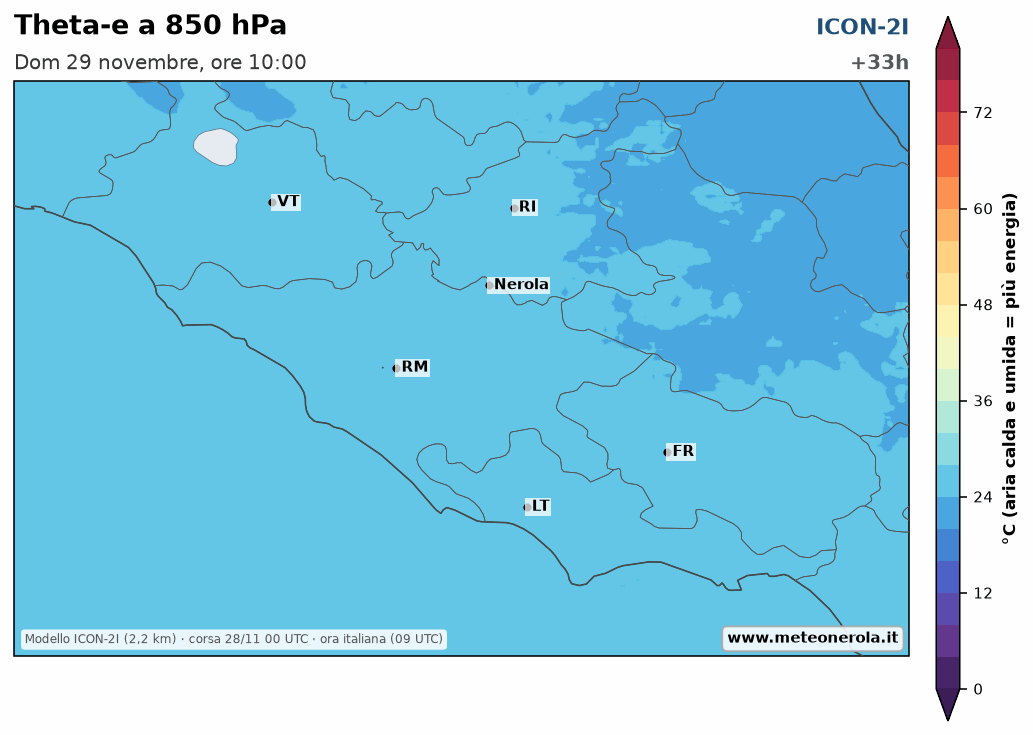 Theta-e a 850 hPa
ICON-2I
Dom 29 novembre, ore 10:00
+33h
VT
RI
Nerola
RM
FR
LT
72
60
48
36
24
12
0
°C (aria calda e umida = più energia)
Modello ICON-2I (2,2 km) · corsa 28/11 00 UTC · ora italiana (09 UTC)
www.meteonerola.it